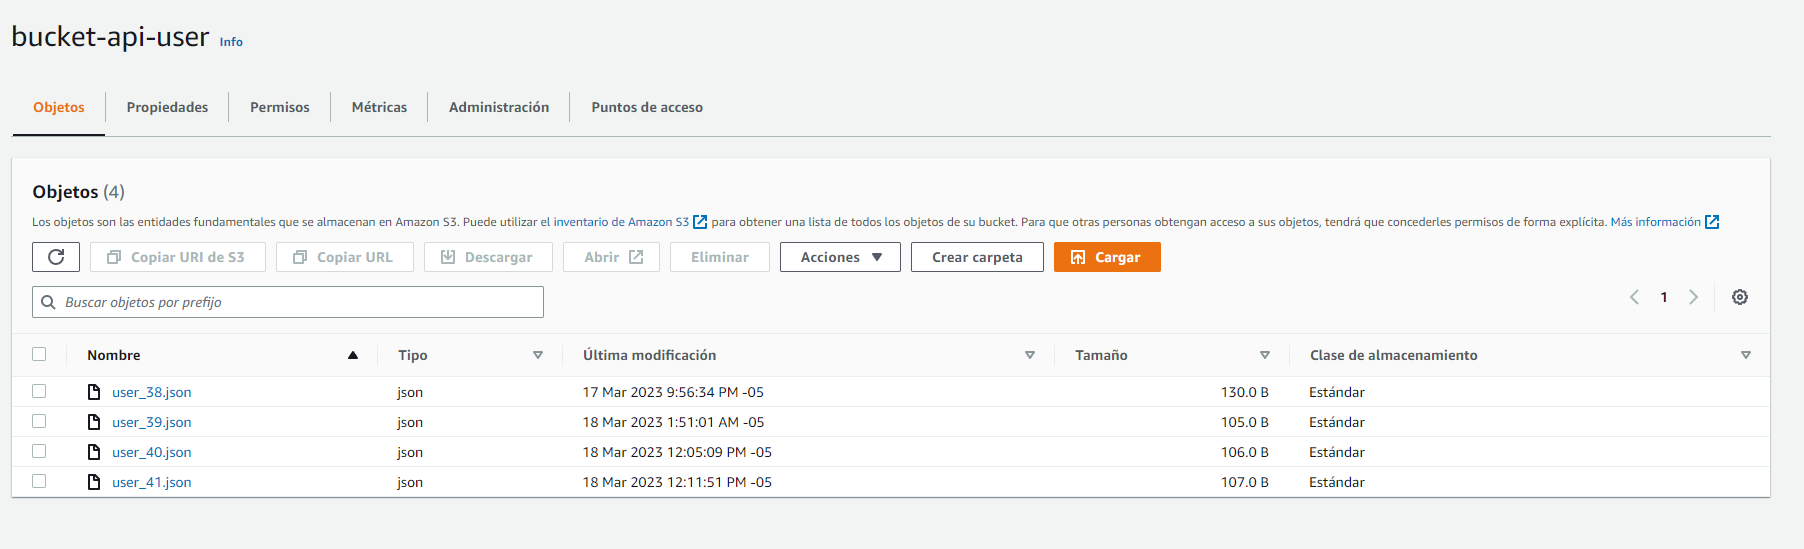 bucket-api-user Info
Objetos Propiedades Permisos Métricas Administración Puntos de acceso
Objetos (4)
Los objetos son las entidades fundamentales que se almacenan en Amazon S3. Puede utilizar el inventario de Amazon S3 para obtener una lista de todos los objetos de su bucket. Para que otras personas obtengan acceso a sus objetos, tendrá que concederles permisos de forma explícita. Más información
Copiar URI de S3 Copiar URL Descargar Abrir Eliminar Acciones Crear carpeta Cargar
Buscar objetos por prefijo 1
Nombre Tipo Última modificación Tamaño Clase de almacenamiento
user_38.json json 17 Mar 2023 9:56:34 PM -05 130.0 B Estándar
user_39.json json 18 Mar 2023 1:51:01 AM -05 105.0 B Estándar
user_40.json json 18 Mar 2023 12:05:09 PM -05 106.0 B Estándar
user_41.json json 18 Mar 2023 12:11:51 PM -05 107.0 B Estándar